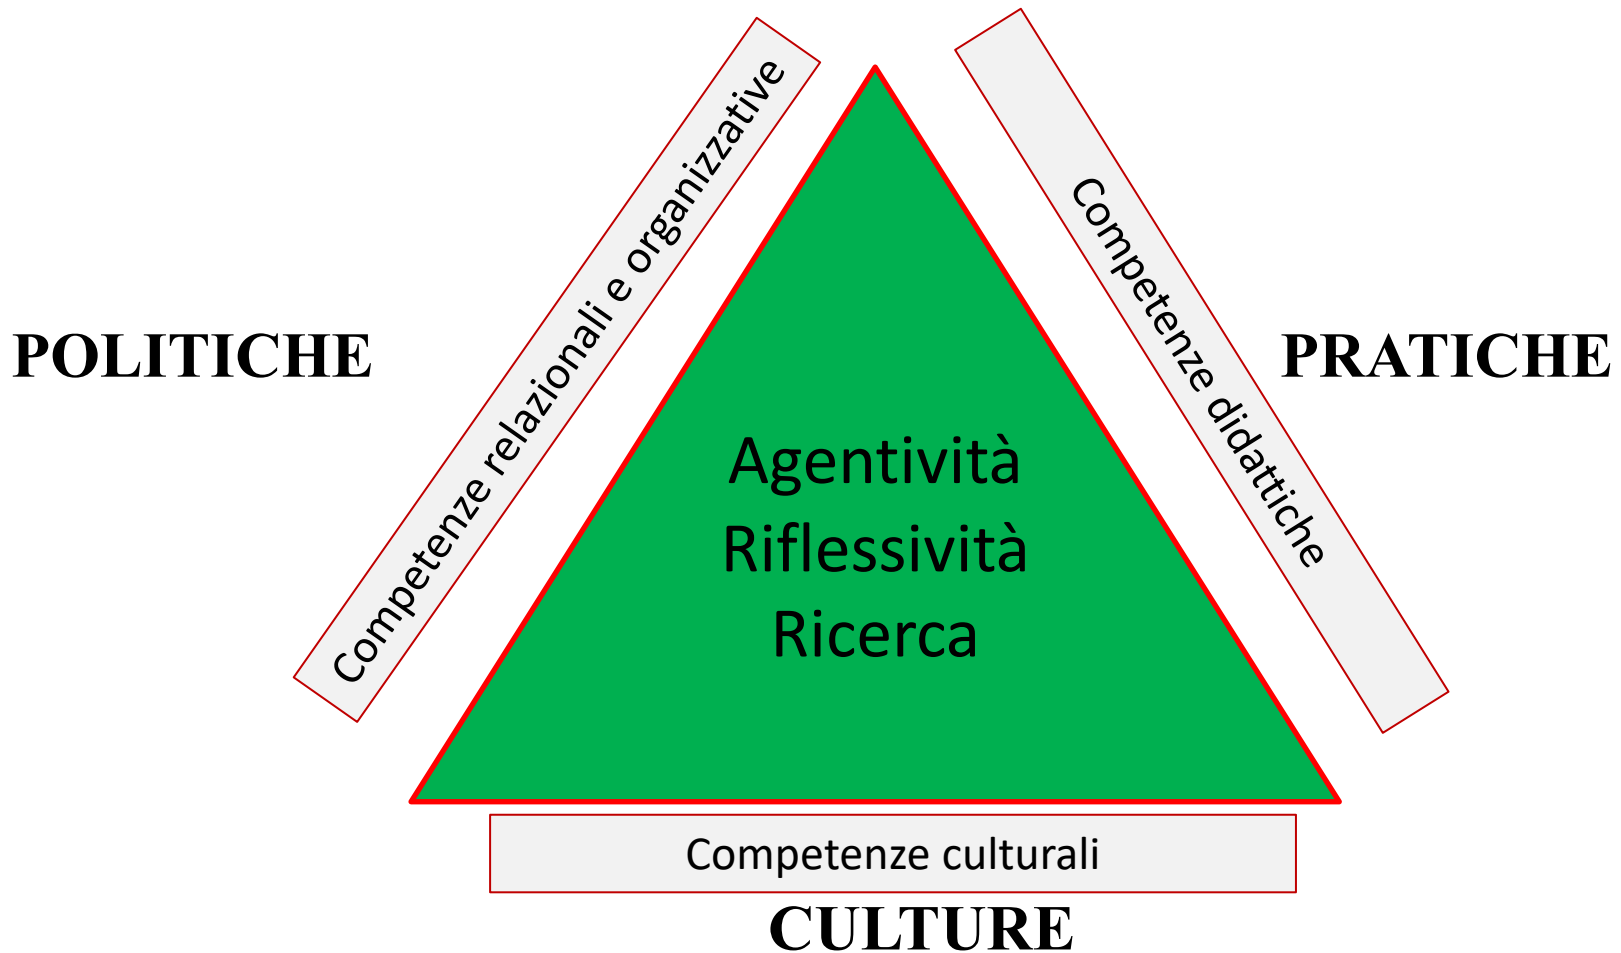 Competenze relazionali e organizzative
Competenze didattiche
POLITICHE
PRATICHE
Agentività
Riflessività
Ricerca
Competenze culturali
CULTURE